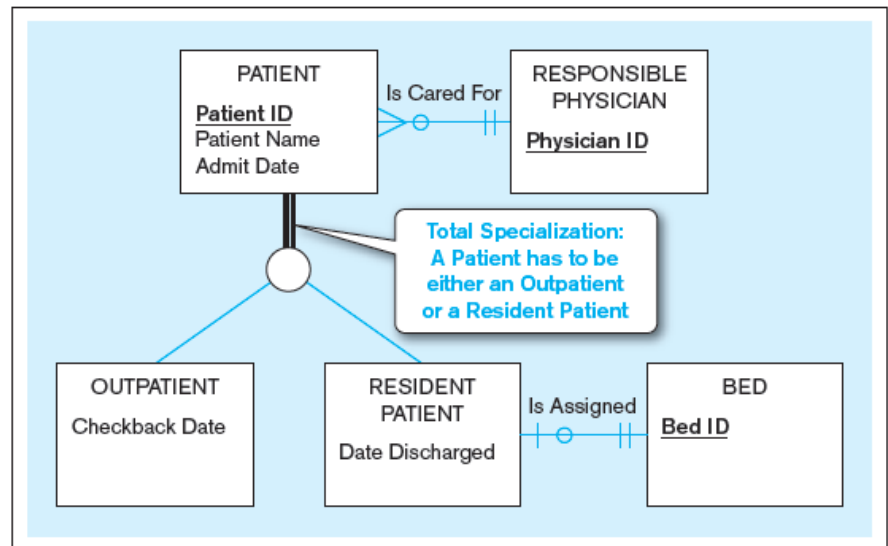 PATIENT
Patient ID
Patient Name
Admit Date
Is Cared For
RESPONSIBLE
PHYSICIAN
Physician ID
Total Specialization:
A Patient has to be
either an Outpatient
or a Resident Patient
OUTPATIENT
Checkback Date
RESIDENT
PATIENT
Date Discharged
Is Assigned
BED
Bed ID